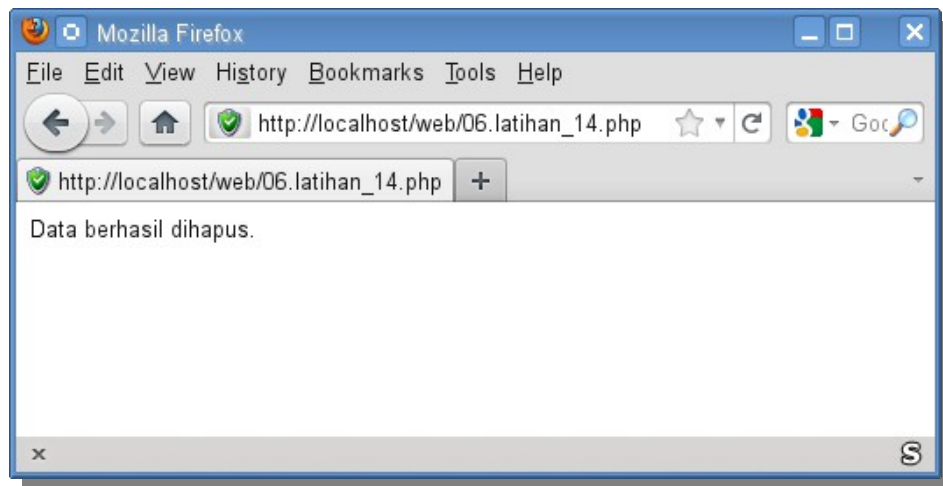 Mozilla Firefox
File Edit View History Bookmarks Tools Help
http://localhost/web/06.latihan_14.php
http://localhost/web/06.latihan_14.php
Data berhasil dihapus.